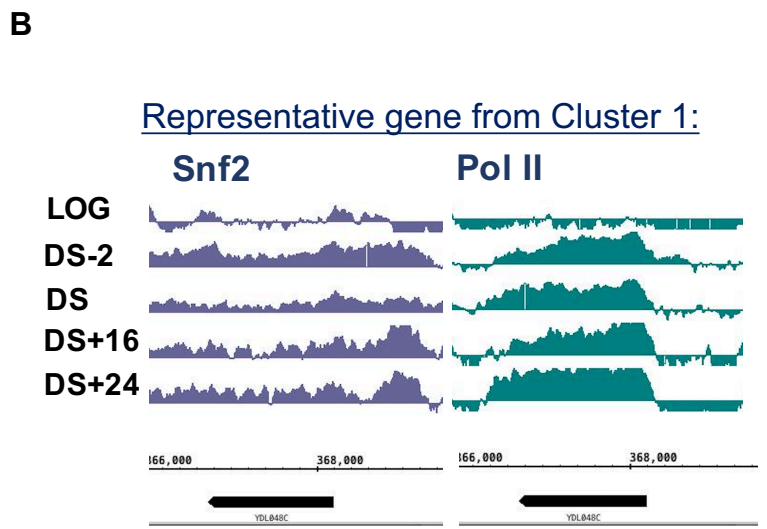 B
Representative gene from Cluster 1:
Snf2 Pol II
LOG
DS-2
DS
DS+16
DS+24
366,000 368,000 366,000 368,000
YDL048C YDL048C